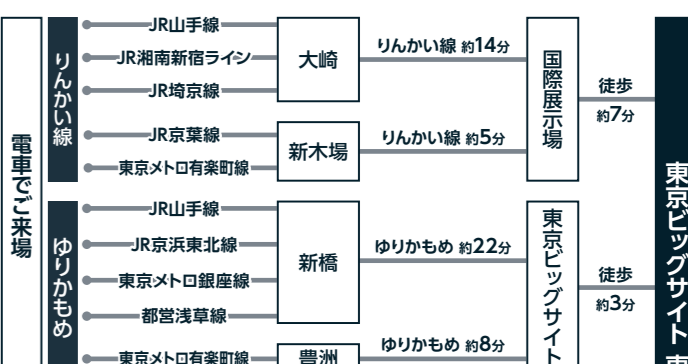 電車でご来場
りんかい線
JR山手線
JR湘南新宿ライン
JR埼京線
大崎
りんかい線 約14分
JR京葉線
東京メトロ有楽町線
新木場
りんかい線 約5分
国際展示場
徒歩
約7分
ゆりかもめ
JR山手線
JR京浜東北線
東京メトロ銀座線
都営浅草線
新橋
ゆりかもめ 約22分
東京メトロ有楽町線
豊洲
ゆりかもめ 約8分
東京ビッグサイト
徒歩
約3分
東京ビッグサイト 東